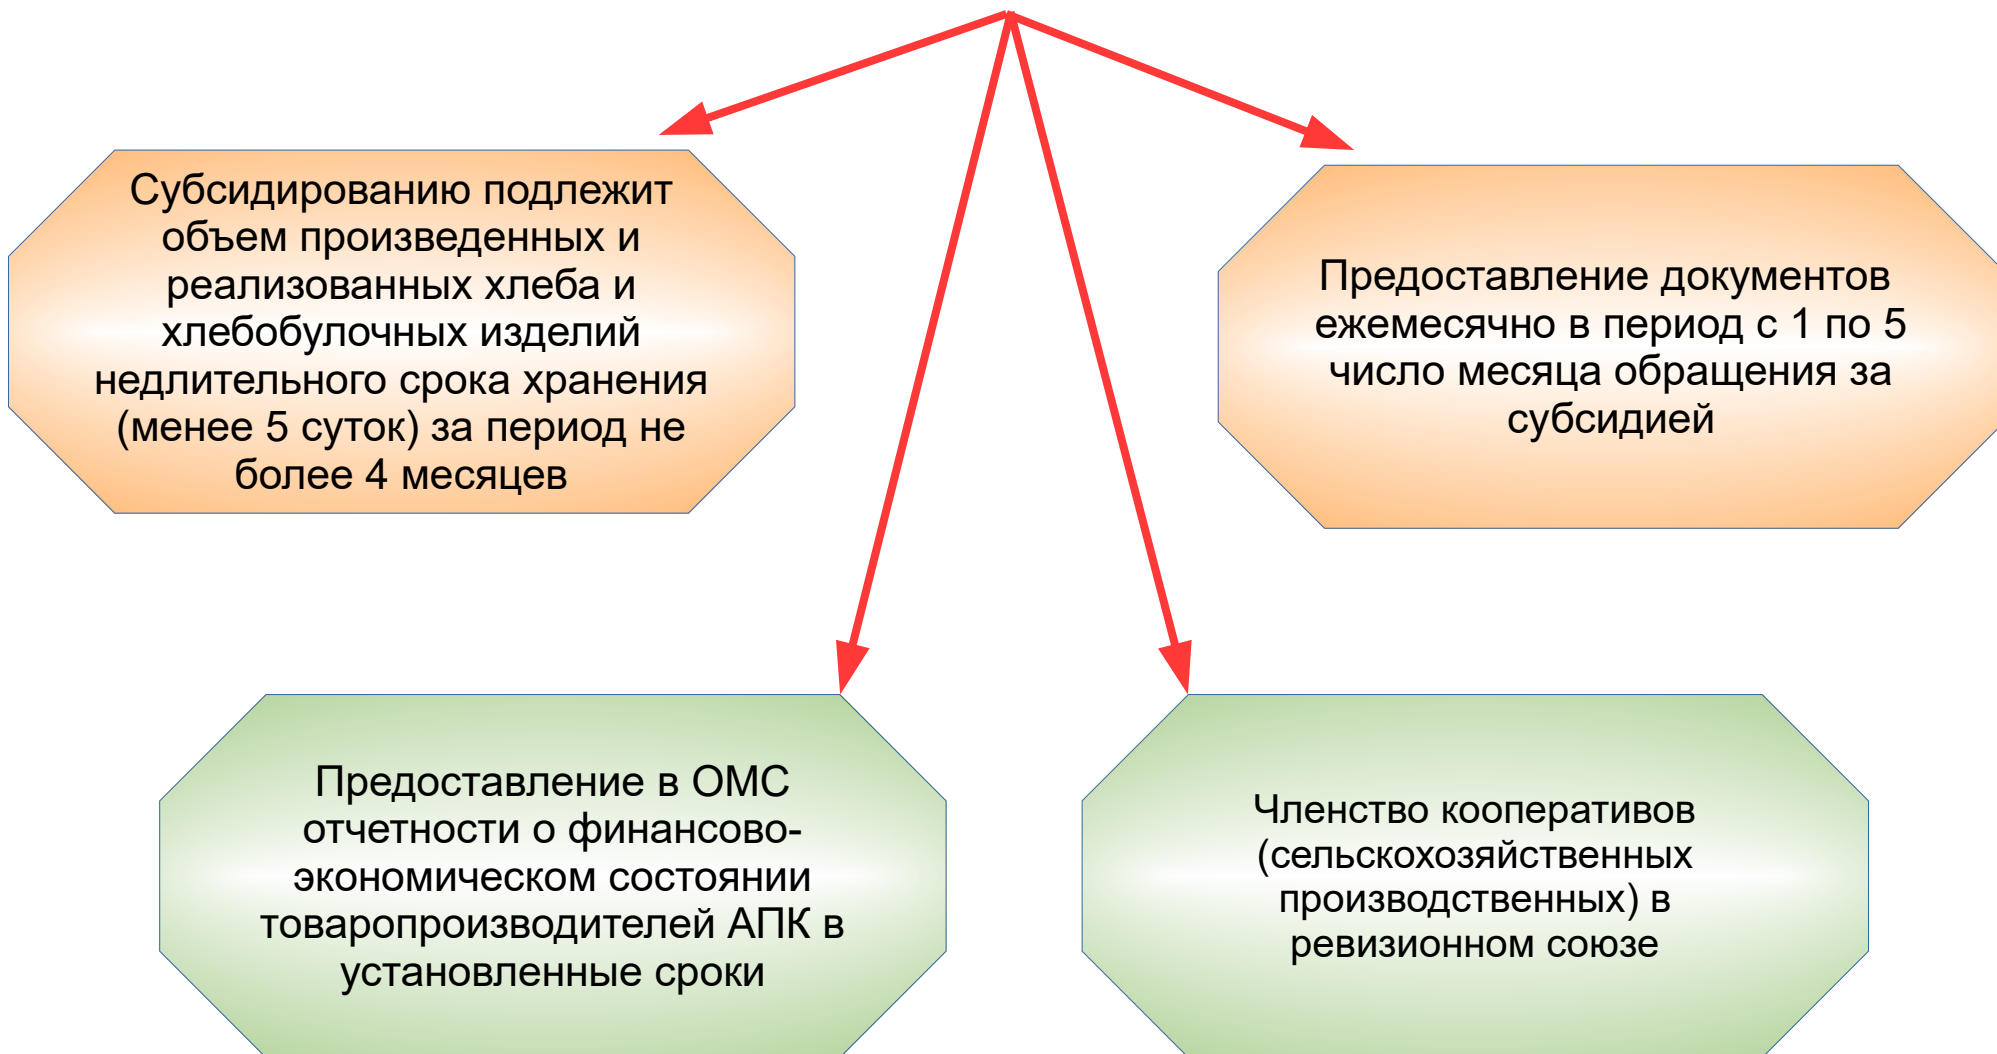 Субсидированию подлежит
объем произведенных и
реализованных хлеба и
хлебобулочных изделий
недлительного срока хранения
(менее 5 суток) за период не
более 4 месяцев
Предоставление документов
ежемесячно в период с 1 по 5
число месяца обращения за
субсидией
Предоставление в ОМС
отчетности о финансово-
экономическом состоянии
товаропроизводителей АПК в
установленные сроки
Членство кооперативов
(сельскохозяйственных
производственных) в
ревизионном союзе